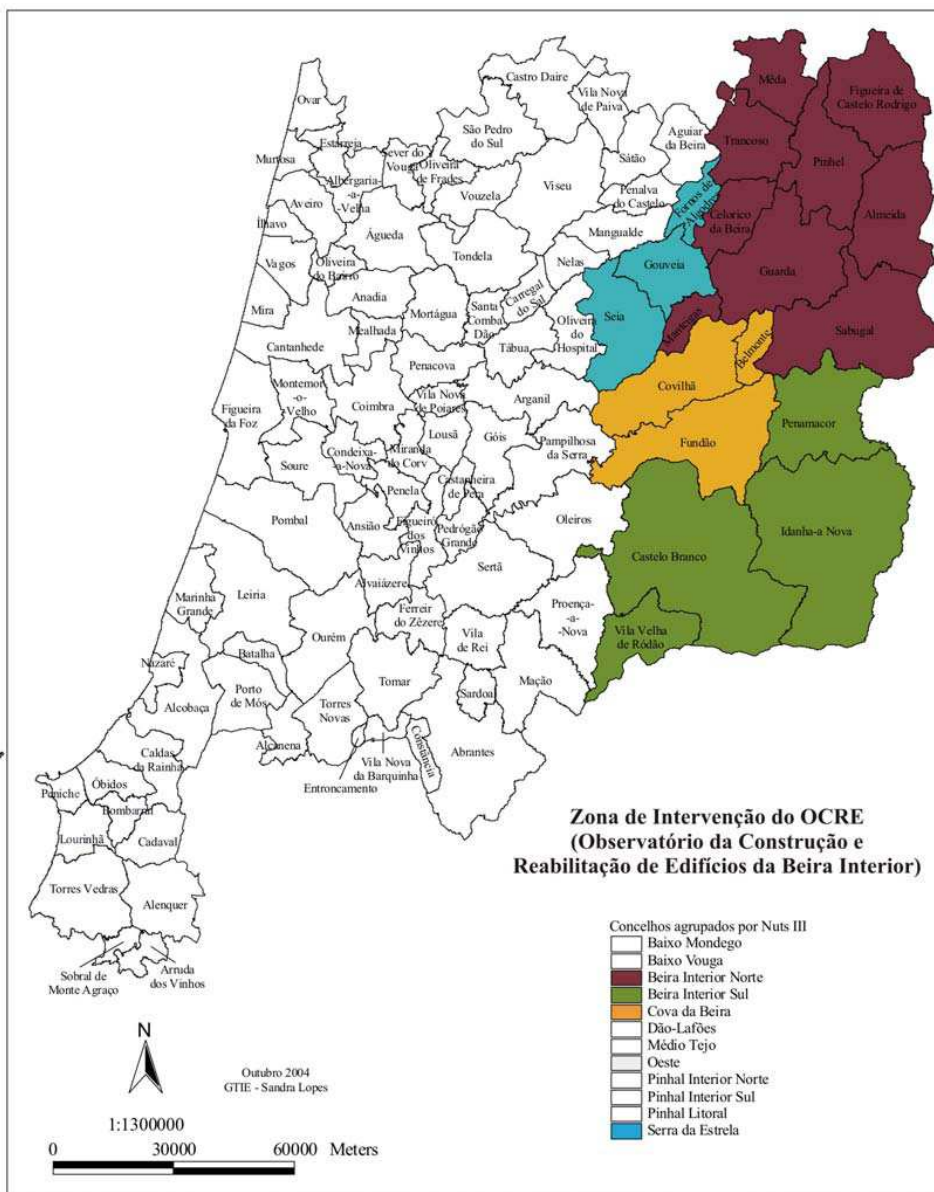 Castro Daire
Mêda
Ovar
Vila Nova
de Paiva
Figueira de
Castelo Rodrigo
São Pedro
do Sul
Aguiar
da Beira
Trancoso
Estarreja
Sever do
Vouga
Oliveira
de Frades
Murtosa
Sátão
Pinhel
Viseu
Albergaria
-a-
-Velha
Vouzela
Penalva
do Castelo
Fornos de
Algodres
Aveiro
Celorico
da Beira
Almeida
Ílhavo
Águeda
Mangualde
Tondela
Nelas
Gouveia
Guarda
Vagos
Oliveira
do Bairro
Carregal
do Sal
Anadia
Mortágua
Santa
Comba
Dão
Oliveira
do
Hospital
Seia
Manteigas
Sabugal
Mira
Mealhada
Tábua
Belmonte
Cantanhede
Penacova
Covilhã
Montemor
-o-
-Velho
Coimbra
Vila Nova
de Poiares
Arganil
Figueira
da Foz
Penamacor
Lousã
Góis
Pampilhosa
da Serra
Fundão
Soure
Condeixa-
-a-Nova
Miranda
do Corv
Castanheira
de Pera
Penela
Pombal
Ansião
Figueiró
dos
Vinhos
Pedrógão
Grande
Oleiros
Idanha-a Nova
Castelo Branco
Sertã
Alvaiázere
Marinha
Grande
Leiria
Ferreir
do Zêzere
Proença-
-a-
-Nova
Vila Velha
de Ródão
Ourém
Vila
de Rei
Batalha
Nazaré
Tomar
Mação
Porto
de Mós
Sardoa
Alcobaça
Torres
Novas
Alcanena
Constância
Abrantes
Caldas
da Rainha
Vila Nova
da Barquinha
Entroncamento
Óbidos
Peniche
Bombarral
Lourinhã
Cadaval
Torres Vedras
Alenquer
Sobral de
Monte Agraço
Arruda
dos Vinhos
Zona de Intervenção do OCRE
(Observatório da Construção e
Reabilitação de Edifícios da Beira Interior)
Concelhos agrupados por Nuts III
Baixo Mondego
Baixo Vouga
Beira Interior Norte
Beira Interior Sul
Cova da Beira
Dão-Lafões
Médio Tejo
Oeste
Pinhal Interior Norte
Pinhal Interior Sul
Pinhal Litoral
Serra da Estrela
N
Outubro 2004
GTIE - Sandra Lopes
1:1300000
0 30000 60000 Meters